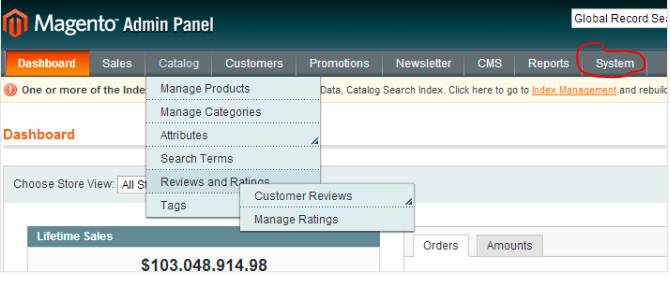 Magento Admin Panel
Global Record Sea
Dashboard Sales Catalog Customers Promotions Newsletter CMS Reports System
One or more of the Inde Data, Catalog Search Index. Click here to go to Index Management and rebuild
Manage Products
Manage Categories
Attributes
Dashboard
Search Terms
Choose Store View: All St
Reviews and Ratings
Customer Reviews
Tags
Manage Ratings
Lifetime Sales
Orders Amounts
$103,048,914.98